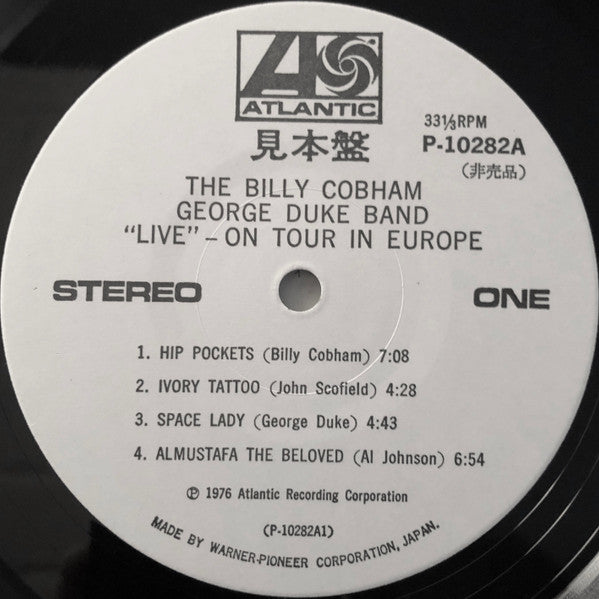 ATLANTIC
見本盤
33⅓RPM
P-10282A
(非売品)
THE BILLY COBHAM
GEORGE DUKE BAND
"LIVE" – ON TOUR IN EUROPE
STEREO
ONE
1. HIP POCKETS (Billy Cobham) 7:08
2. IVORY TATTOO (John Scofield) 4:28
3. SPACE LADY (George Duke) 4:43
4. ALMUSTAFA THE BELOVED (Al Johnson) 6:54
℗ 1976 Atlantic Recording Corporation
(P-10282A1)
MADE BY WARNER-PIONEER CORPORATION, JAPAN.